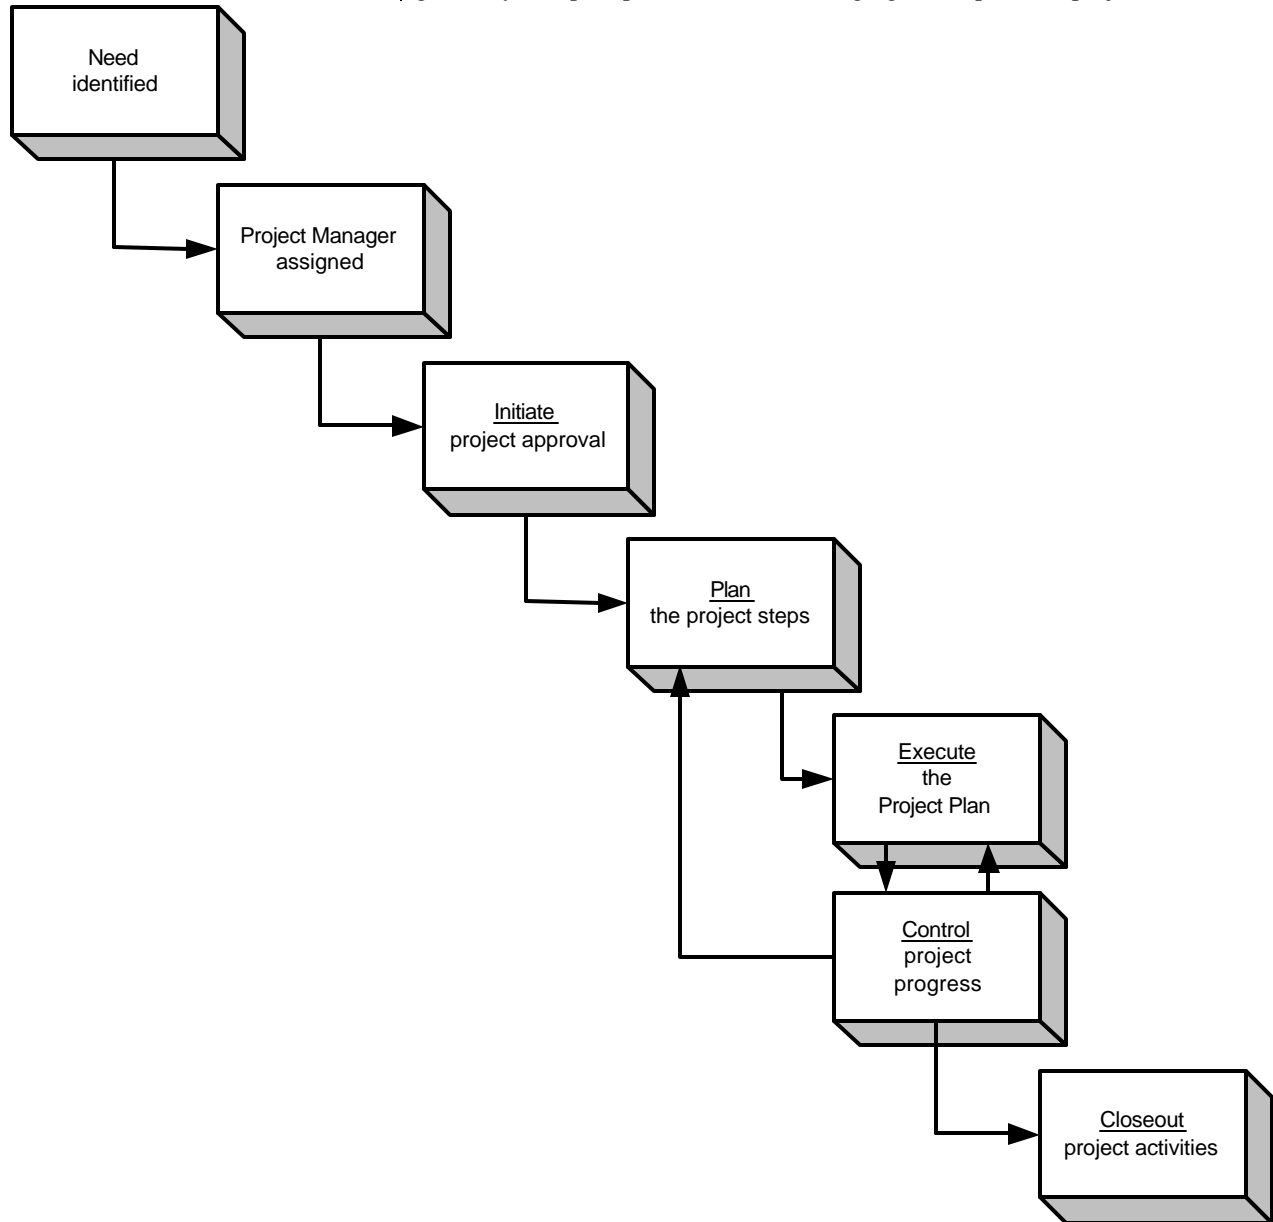 Need
identified
Project Manager
assigned
Initiate
project approval
Plan
the project steps
Execute
the
Project Plan
Control
project
progress
Closeout
project activities